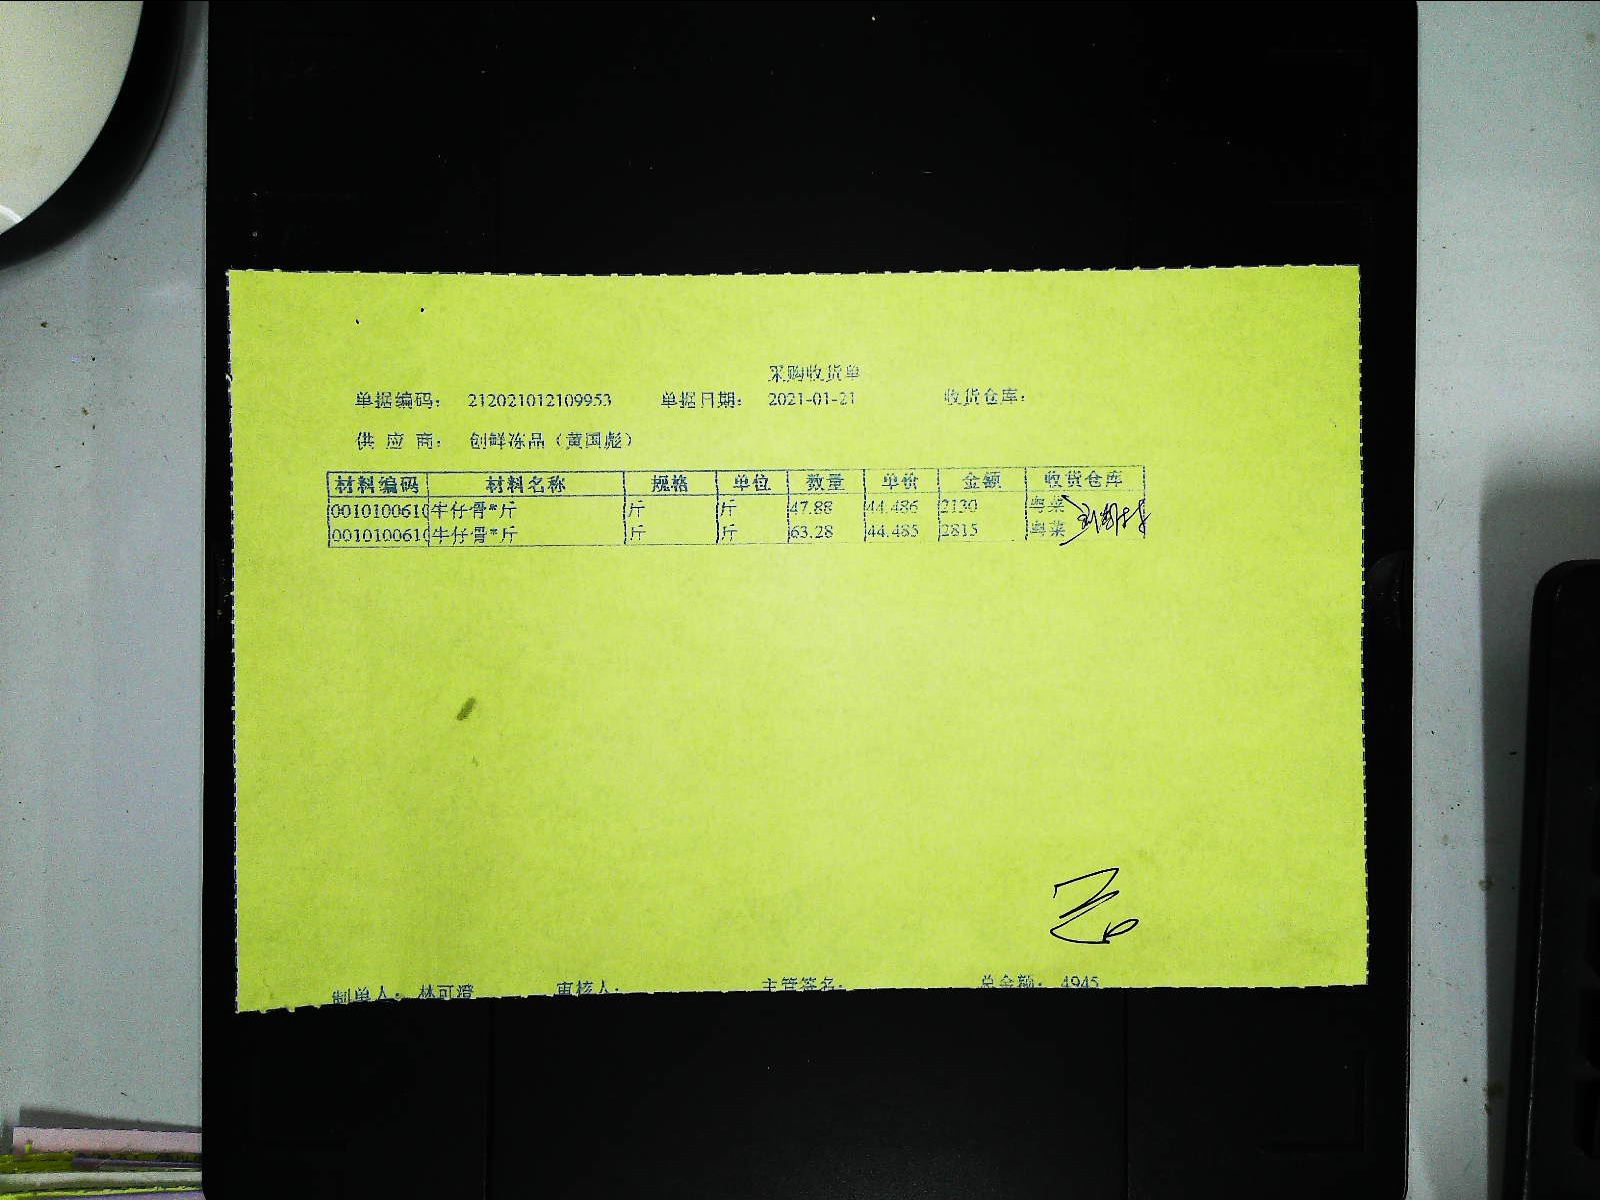 采购收货单
单据编码： 212021012109953 单据日期： 2021-01-21 收货仓库：
供 应 商： 创鲜冻品（黄国彪）
材料编码 材料名称 规格 单位 数量 单价 金额 收货仓库
0010100610 牛仔骨*斤 斤 斤 47.88 44.486 2130 粤菜
0010100610 牛仔骨*斤 斤 斤 63.28 44.485 2815 粤菜
制单人： 林可澄 审核人： 主管签名： 总金额： 4945